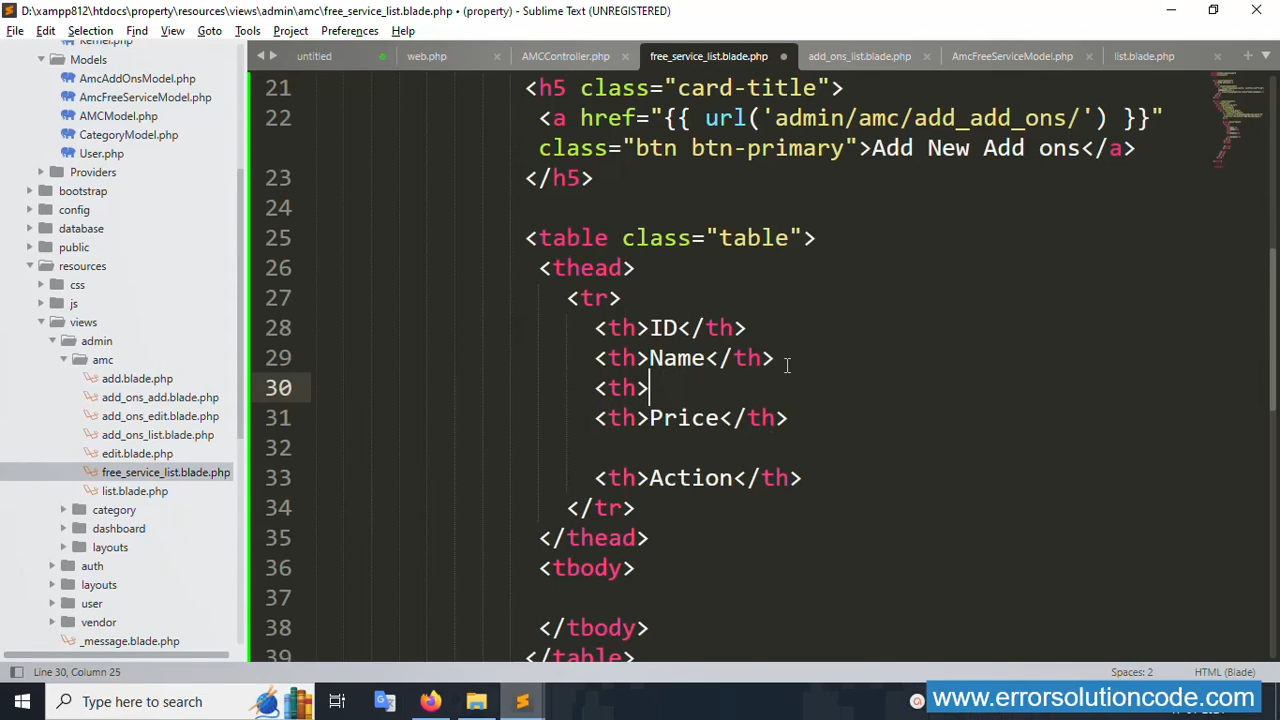 D:\xampp812\htdocs\property\resources\views\admin\amc\free_service_list.blade.php • (property) - Sublime Text (UNREGISTERED)
File Edit Selection Find View Goto Tools Project Preferences Help
untitled web.php AMCController.php free_service_list.blade.php add_ons_list.blade.php AmcFreeServiceModel.php list.blade.php
Kernel.php
Models
AmcAddOnsModel.php
AmcFreeServiceModel.php
AMCModel.php
CategoryModel.php
User.php
Providers
bootstrap
config
database
public
resources
css
js
views
admin
amc
add.blade.php
add_ons_add.blade.php
add_ons_edit.blade.php
add_ons_list.blade.php
edit.blade.php
free_service_list.blade.php
list.blade.php
category
dashboard
layouts
auth
layouts
user
vendor
_message.blade.php
21 <h5 class="card-title">
22 <a href="{{ url('admin/amc/add_add_ons/') }}"
class="btn btn-primary">Add New Add ons</a>
23 </h5>
24
25 <table class="table">
26 <thead>
27 <tr>
28 <th>ID</th>
29 <th>Name</th>
30 <th>
31 <th>Price</th>
32
33 <th>Action</th>
34 </tr>
35 </thead>
36 <tbody>
37
38 </tbody>
39 </table>
Line 30, Column 25 Spaces: 2 HTML (Blade)
Type here to search
www.errorsolutioncode.com